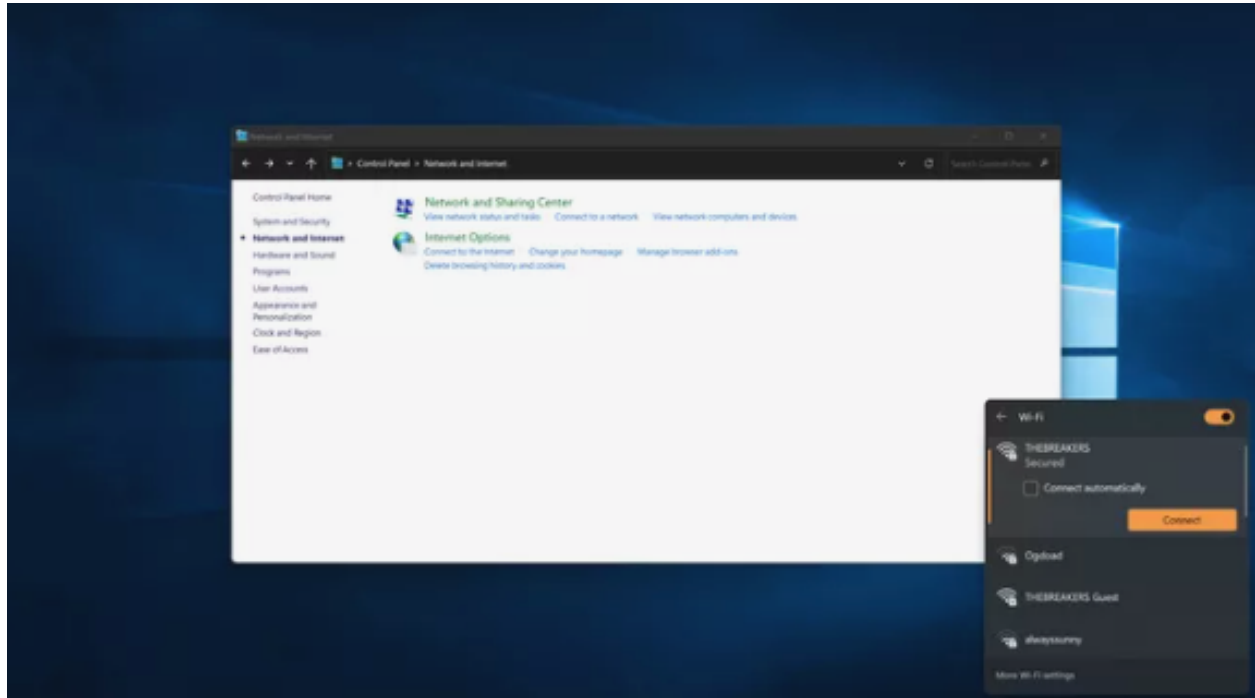 Network and Internet
Control Panel Network and Internet
Search Control Panel
Control Panel Home
System and Security
Network and Internet
Hardware and Sound
Programs
User Accounts
Appearance and
Personalization
Clock and Region
Ease of Access
Network and Sharing Center
View network status and tasks Connect to a network View network computers and devices
Internet Options
Connect to the Internet Change your homepage Manage browser add-ons
Delete browsing history and cookies
Wi-Fi
THEBREAKERS
Secured
Connect automatically
Connect
Ogdoad
THEBREAKERS Guest
alwayssunny
More Wi-Fi settings